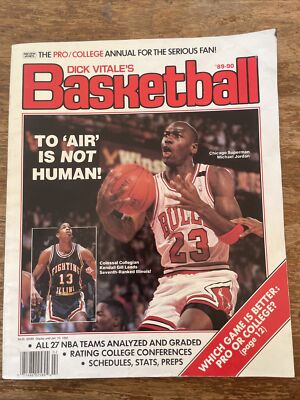 THE PRO/COLLEGE ANNUAL FOR THE SERIOUS FAN!
DICK VITALE'S
'89-90
Basketball
TO 'AIR'
IS NOT
HUMAN!
Chicago Superman
Michael Jordan
BULLS
23
Colossal Collegian
Kendall Gill Leads
Seventh-Ranked Illinois!
FIGHTING
13
ILLINI
WHICH GAME IS BETTER:
PRO OR COLLEGE?
(page 12)
• ALL 27 NBA TEAMS ANALYZED AND GRADED
• RATING COLLEGE CONFERENCES
• SCHEDULES, STATS, PREPS